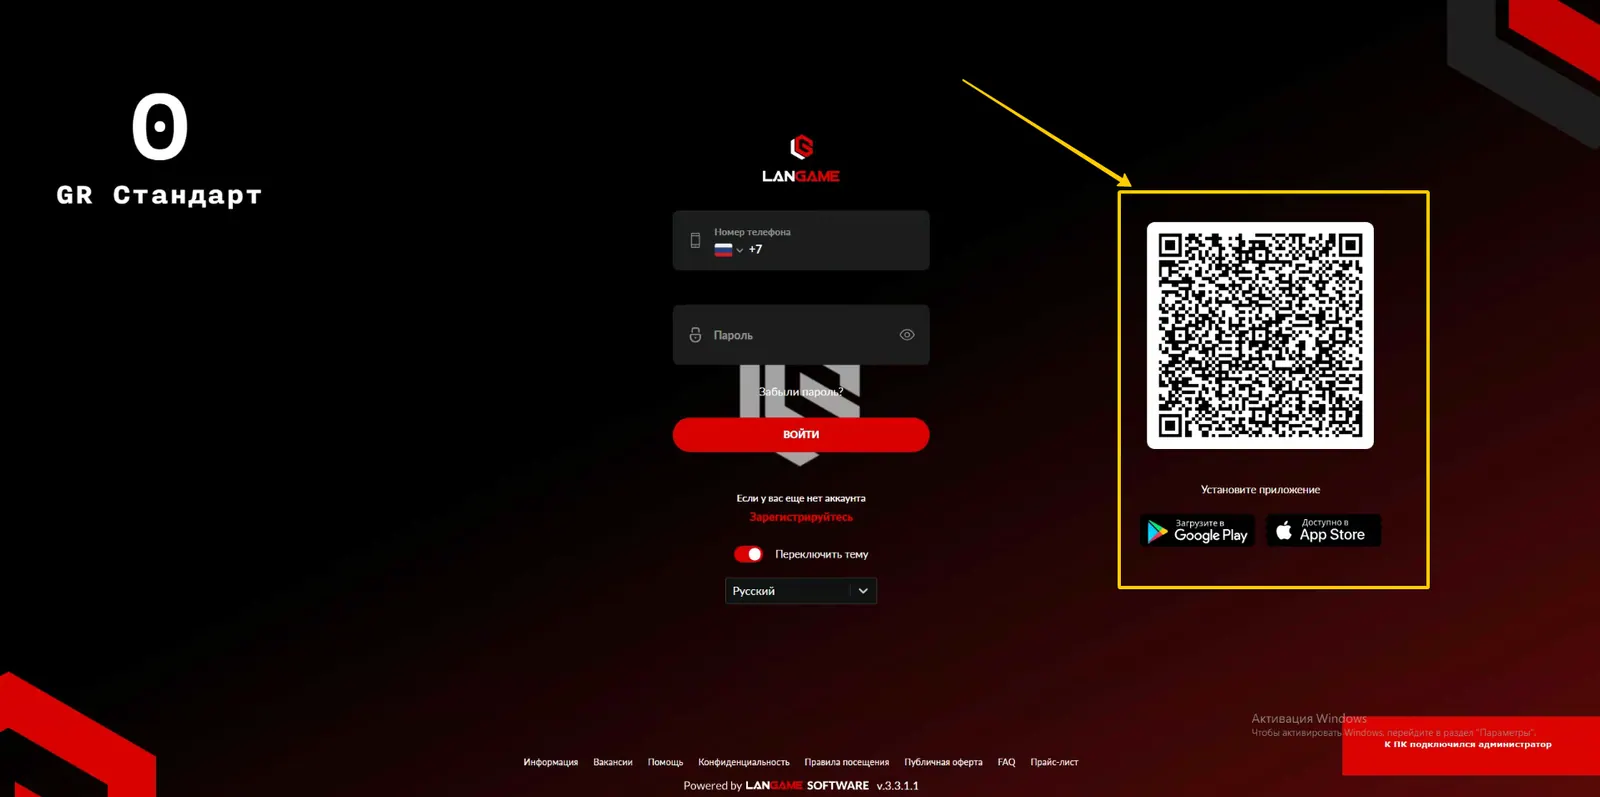 0
GR Стандарт
LANGAME
Номер телефона
+7
Пароль
Забыли пароль?
ВОЙТИ
Если у вас еще нет аккаунта
Зарегистрируйтесь
Переключить тему
Русский
Установите приложение
Загрузите в
Google Play
Доступно в
App Store
Активация Windows
Чтобы активировать Windows, перейдите в раздел "Параметры".
К ПК подключился администратор
Информация Вакансии Помощь Конфиденциальность Правила посещения Публичная оферта FAQ Прайс-лист
Powered by LANGAME SOFTWARE v.3.3.1.1